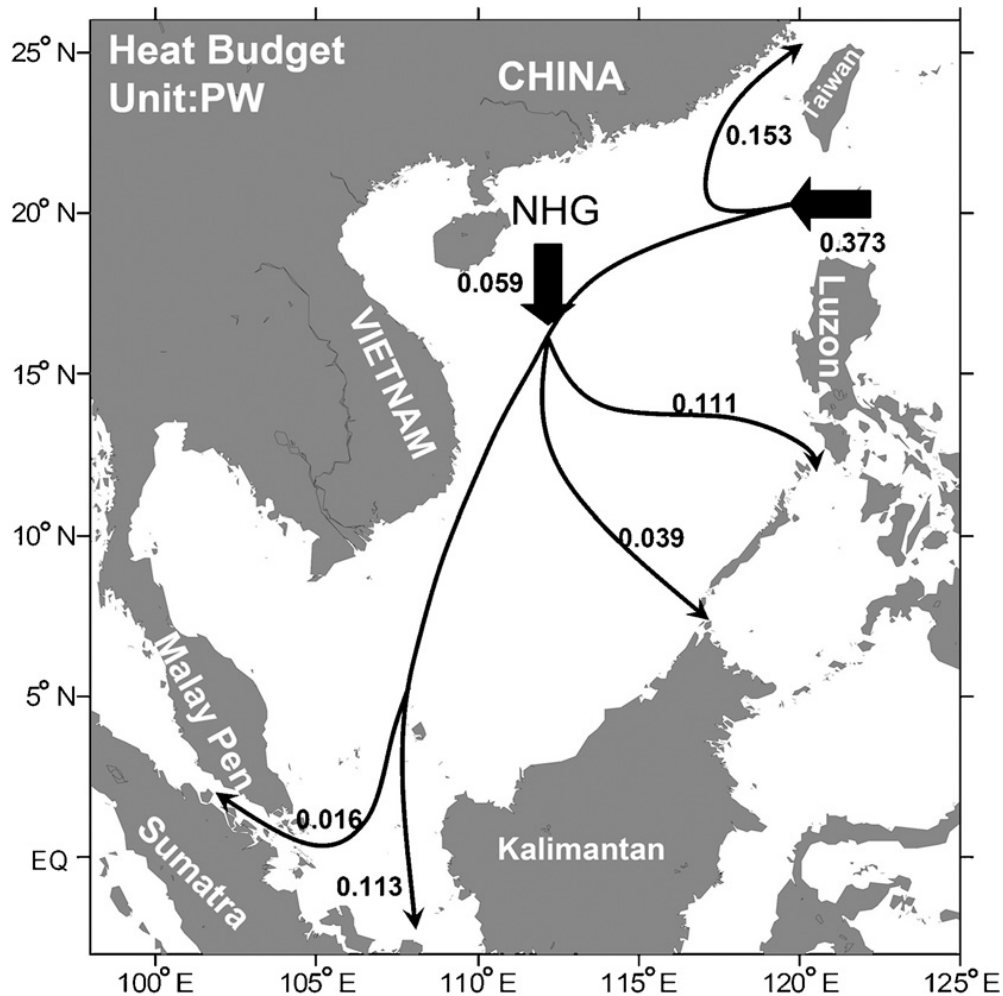 Heat Budget
Unit:PW
CHINA
Taiwan
0.153
NHG
0.059
0.373
Luzon
VIETNAM
0.111
0.039
Malay Pen
0.016
Sumatra
Kalimantan
0.113
25° N
20° N
15° N
10° N
5° N
EQ
100° E
105° E
110° E
115° E
120° E
125° E